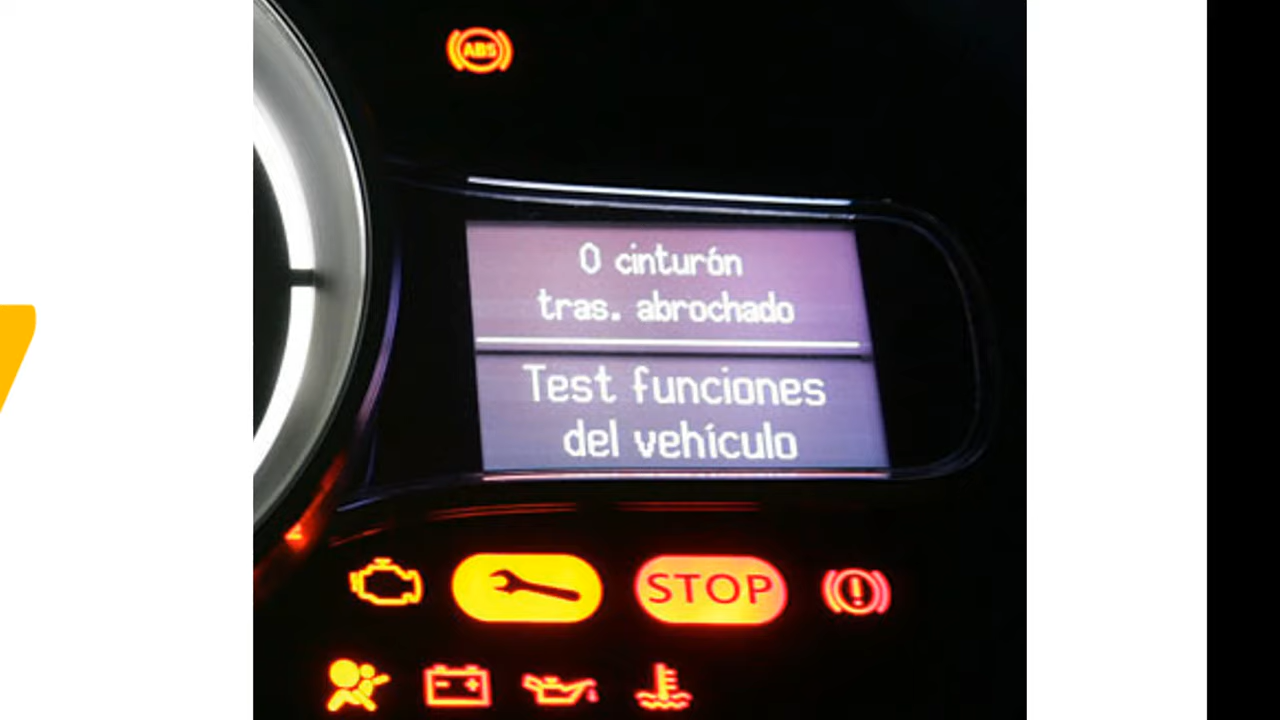 ABS
0 cinturón
tras. abrochado
Test funciones
del vehículo
STOP